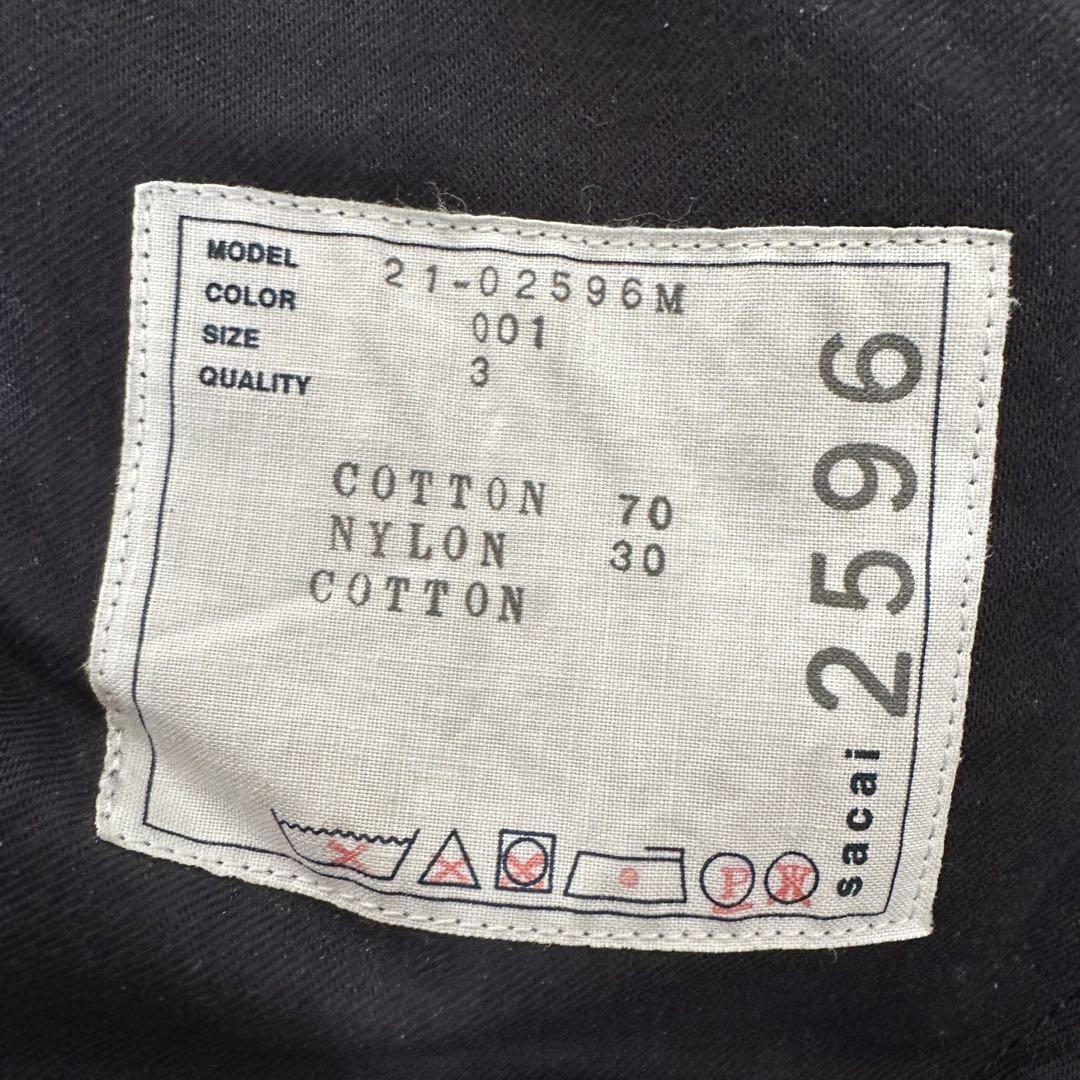 MODEL 21-02596M
COLOR 001
SIZE 3
QUALITY
COTTON 70
NYLON 30
COTTON
P
W
sacai 2596